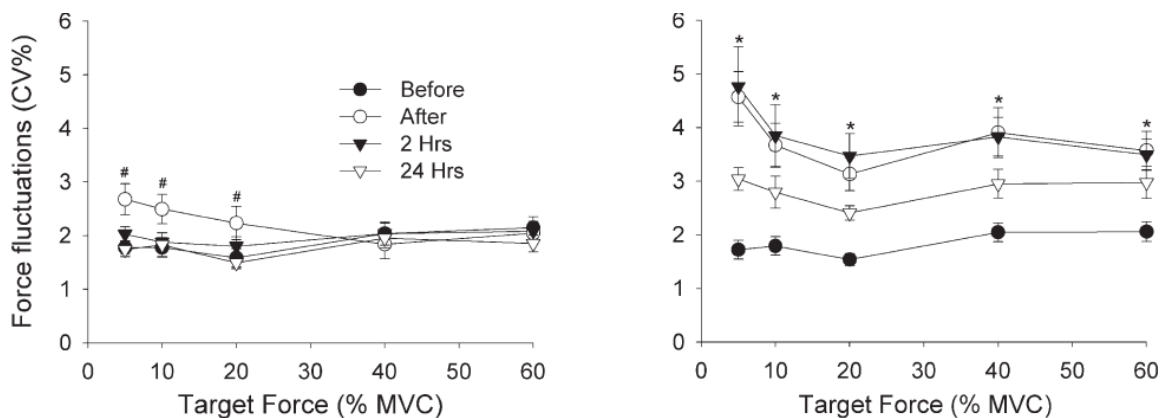 Force fluctuations (CV%)
6
5
4
3
2
1
0
Before
After
2 Hrs
24 Hrs
# # #
0 10 20 30 40 50 60
Target Force (% MVC)
6
5
4
3
2
1
0
* * * * *
0 10 20 30 40 50 60
Target Force (% MVC)